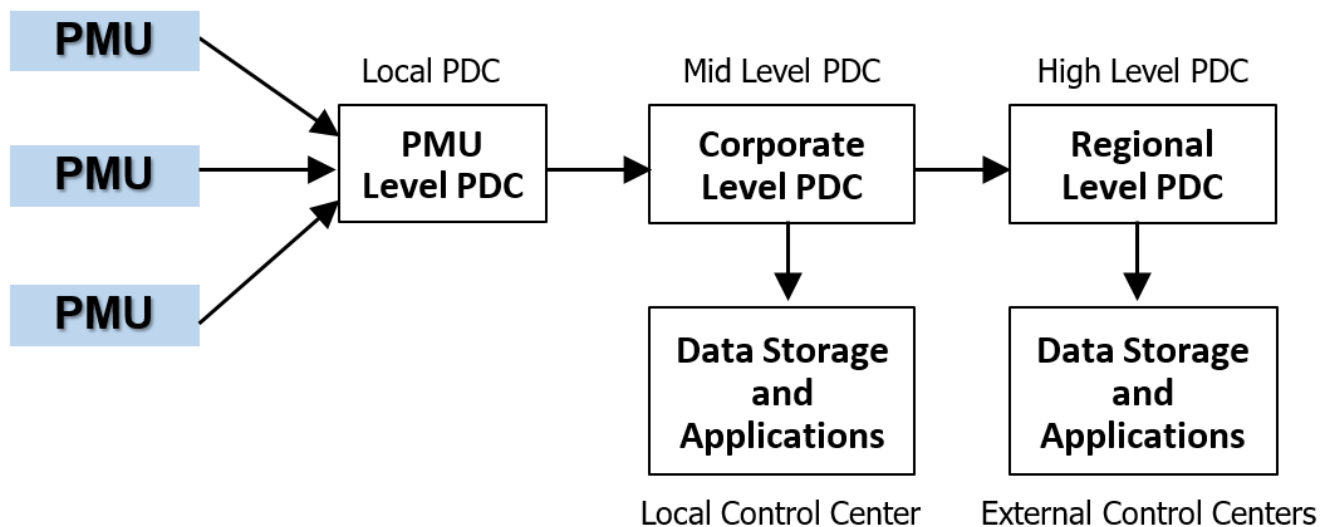 PMU
PMU
PMU
Local PDC
PMU
Level PDC
Mid Level PDC
Corporate
Level PDC
High Level PDC
Regional
Level PDC
Data Storage
and
Applications
Local Control Center
Data Storage
and
Applications
External Control Centers